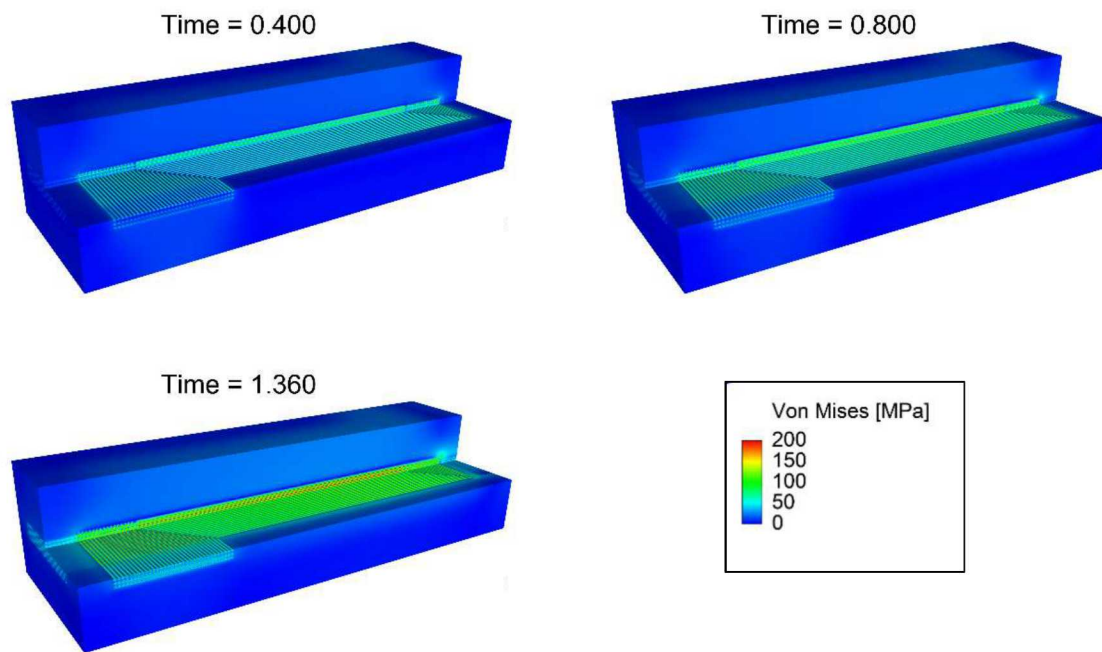 Time = 0.400
Time = 0.800
Time = 1.360
Von Mises [MPa]
200
150
100
50
0